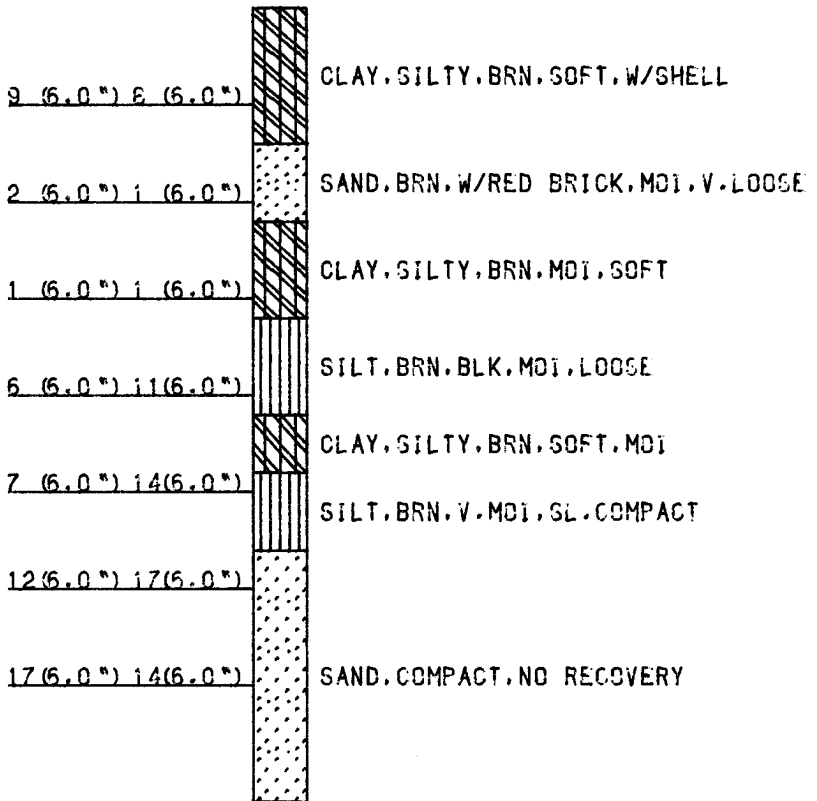 CLAY,SILTY,BRN,SOFT,W/SHELL
9 (6.0") 8 (6.0")
SAND,BRN,W/RED BRICK,MOI,V.LOOSE
2 (6.0") 1 (6.0")
CLAY,SILTY,BRN,MOI,SOFT
1 (6.0") 1 (6.0")
SILT,BRN,BLK,MOI,LOOSE
6 (6.0") 11(6.0")
CLAY,SILTY,BRN,SOFT,MOI
7 (6.0") 14(6.0")
SILT,BRN,V.MOI,SL.COMPACT
12(6.0") 17(6.0")
17(6.0") 14(6.0")
SAND,COMPACT,NO RECOVERY